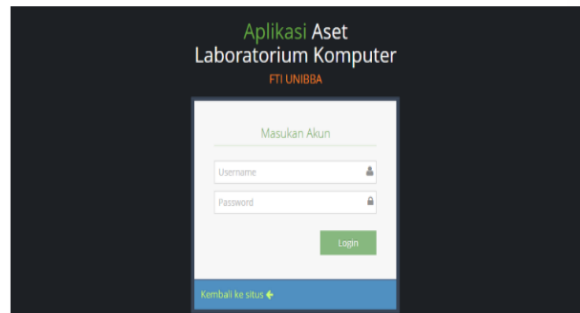 Aplikasi Aset
Laboratorium Komputer
FTI UNIBBA
Masukan Akun
Username
Password
Login
Kembali ke situs